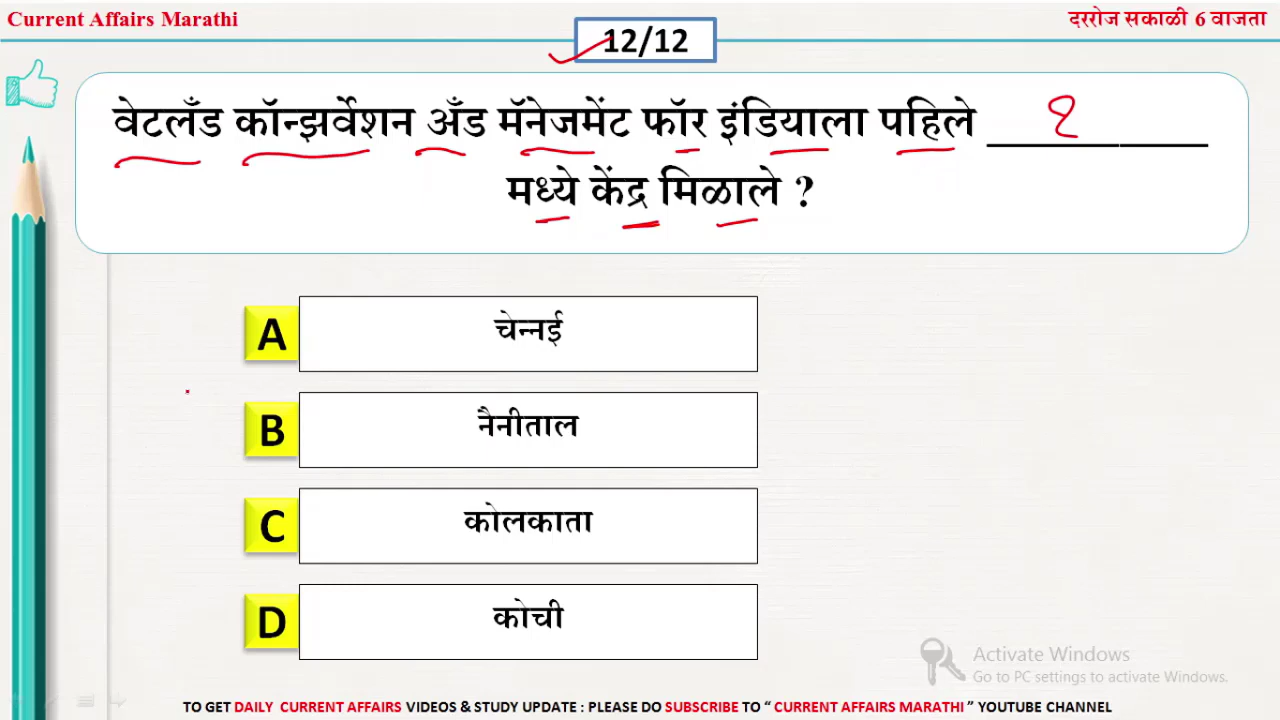 Current Affairs Marathi
दररोज सकाळी 6 वाजता
12/12
वेटलँड कॉन्झर्वेशन अँड मॅनेजमेंट फॉर इंडियाला पहिले ____________
मध्ये केंद्र मिळाले ?
A चेन्नई
B नैनीताल
C कोलकाता
D कोची
Activate Windows
Go to PC settings to activate Windows.
TO GET DAILY CURRENT AFFAIRS VIDEOS & STUDY UPDATE : PLEASE DO SUBSCRIBE TO “ CURRENT AFFAIRS MARATHI ” YOUTUBE CHANNEL